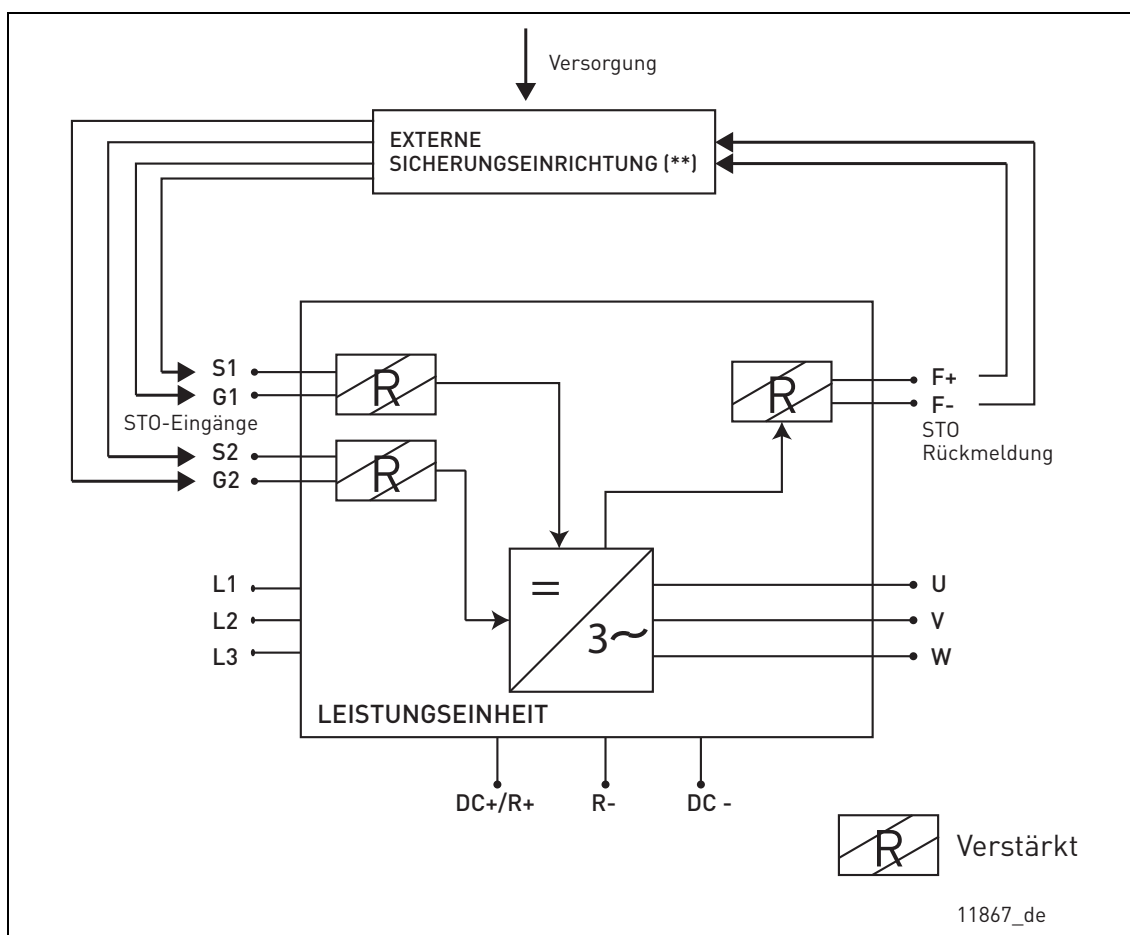 Versorgung
EXTERNE
SICHERUNGSEINRICHTUNG (**)
S1
G1
STO-Eingänge
S2
G2
R
R
R
F+
F-
STO
Rückmeldung
L1
L2
L3
=
3~
U
V
W
LEISTUNGSEINHEIT
DC+/R+
R-
DC -
R
Verstärkt
11867_de